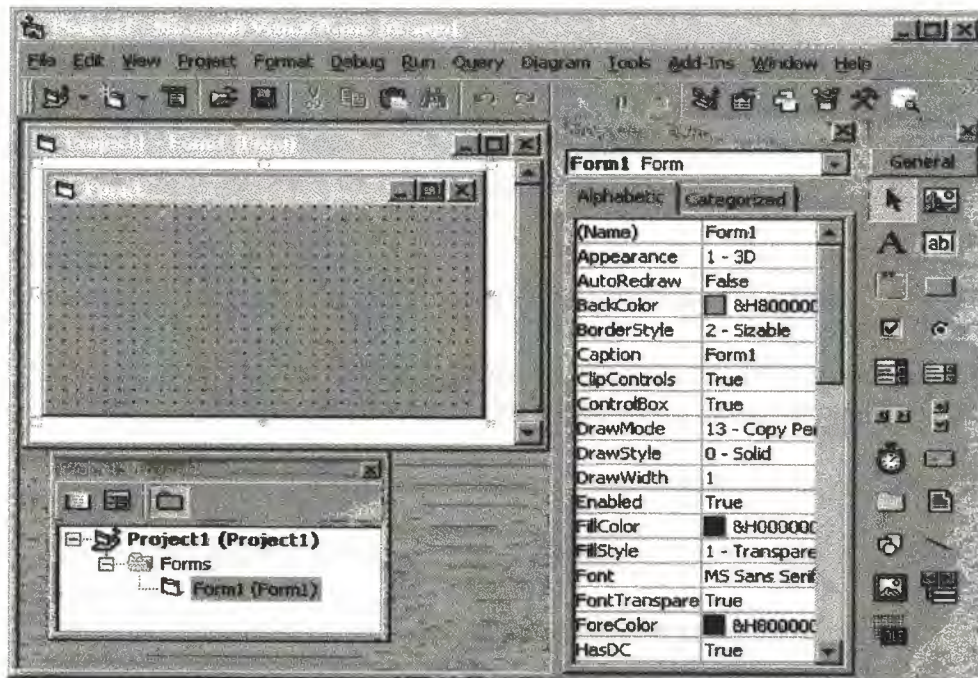 File Edit View Project Format Debug Run Query Diagram Tools Add-Ins Window Help
Form1 Form
General
Alphabetic Categorized
(Name) Form1
Appearance 1 - 3D
AutoRedraw False
BackColor &H800000
BorderStyle 2 - Sizable
Caption Form1
ClipControls True
ControlBox True
DrawMode 13 - Copy Pe
DrawStyle 0 - Solid
DrawWidth 1
Enabled True
FillColor &H000000
FillStyle 1 - Transpare
Font MS Sans Serif
FontTranspare True
ForeColor &H800000
HasDC True
A ab
Project1 (Project1)
Forms
Form1 (Form1)